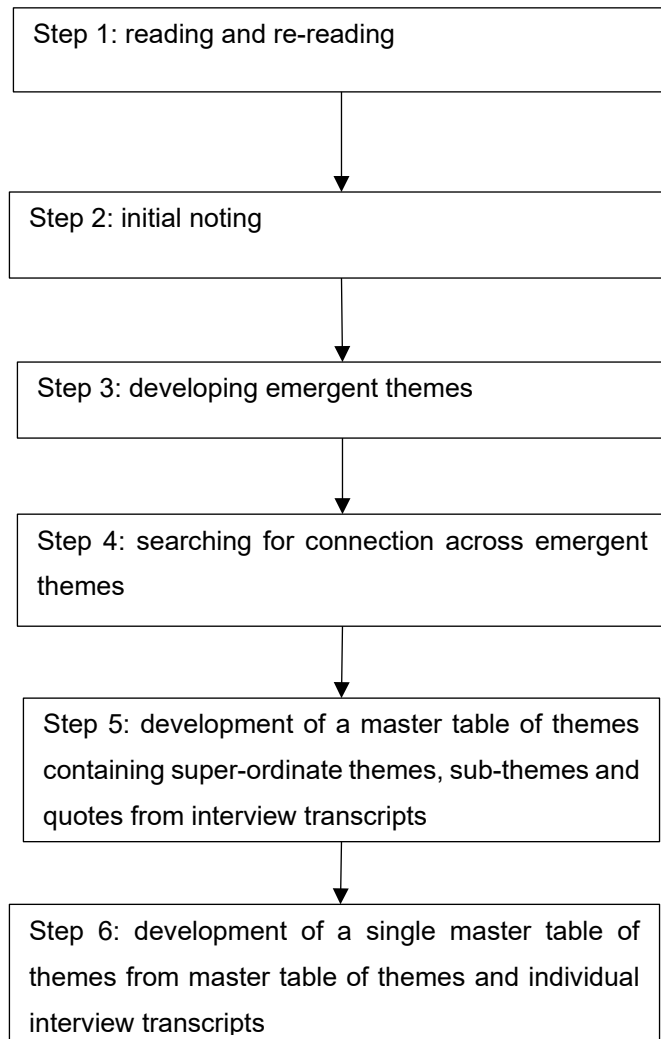 Step 1: reading and re-reading
Step 2: initial noting
Step 3: developing emergent themes
Step 4: searching for connection across emergent
themes
Step 5: development of a master table of themes
containing super-ordinate themes, sub-themes and
quotes from interview transcripts
Step 6: development of a single master table of
themes from master table of themes and individual
interview transcripts